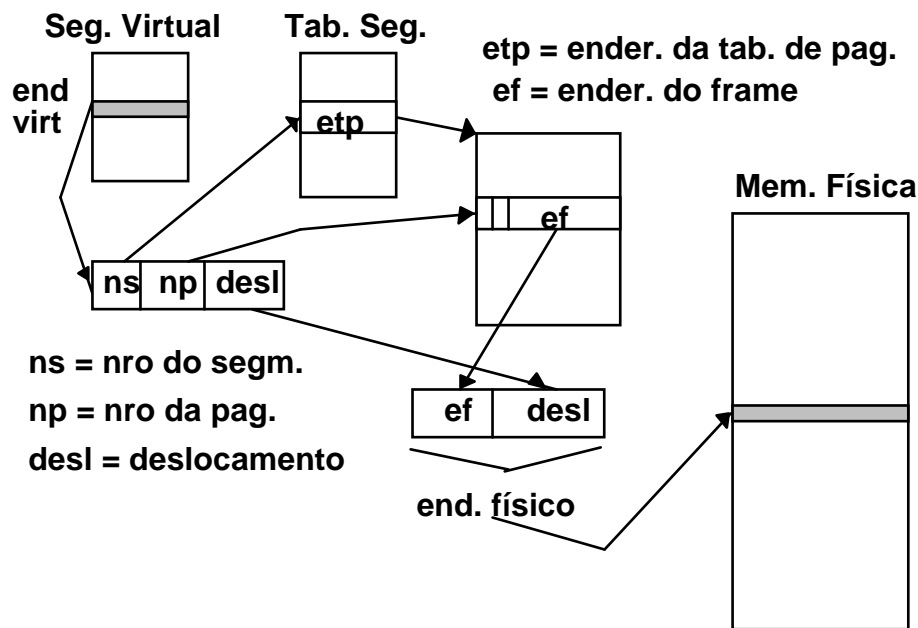 Seg. Virtual
Tab. Seg.
etp = ender. da tab. de pag.
ef = ender. do frame
end
virt
etp
Mem. Física
ef
ns np desl
ns = nro do segm.
np = nro da pag.
desl = deslocamento
ef desl
end. físico